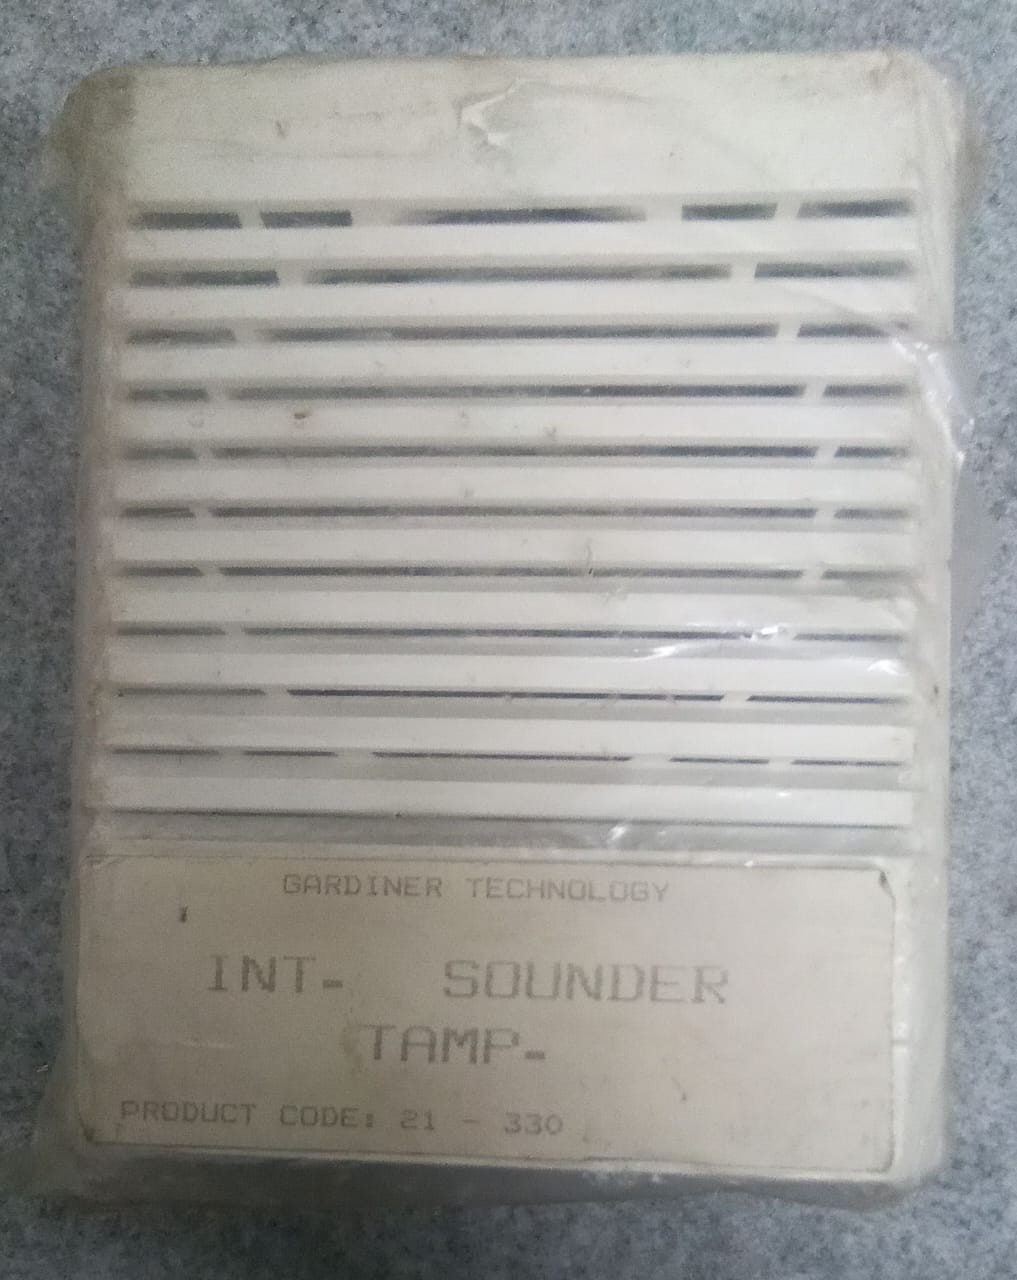 GARDINER TECHNOLOGY
INT- SOUNDER
TAMP-
PRODUCT CODE: 21 - 330